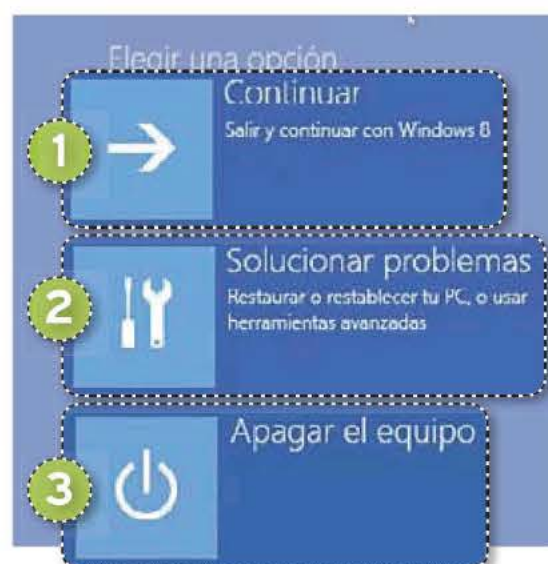 Elegir una opción
1
Continuar
Salir y continuar con Windows 8
2
Solucionar problemas
Restaurar o restablecer tu PC, o usar
herramientas avanzadas
3
Apagar el equipo